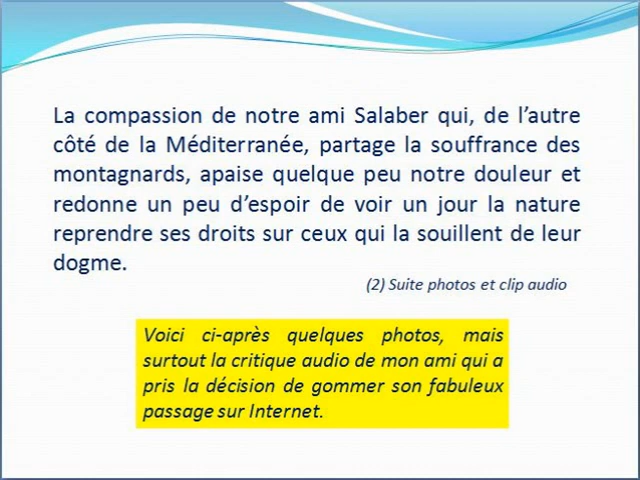 La compassion de notre ami Salaber qui, de l’autre
côté de la Méditerranée, partage la souffrance des
montagnards, apaise quelque peu notre douleur et
redonne un peu d’espoir de voir un jour la nature
reprendre ses droits sur ceux qui la souillent de leur
dogme.
(2) Suite photos et clip audio
Voici ci-après quelques photos, mais
surtout la critique audio de mon ami qui a
pris la décision de gommer son fabuleux
passage sur Internet.